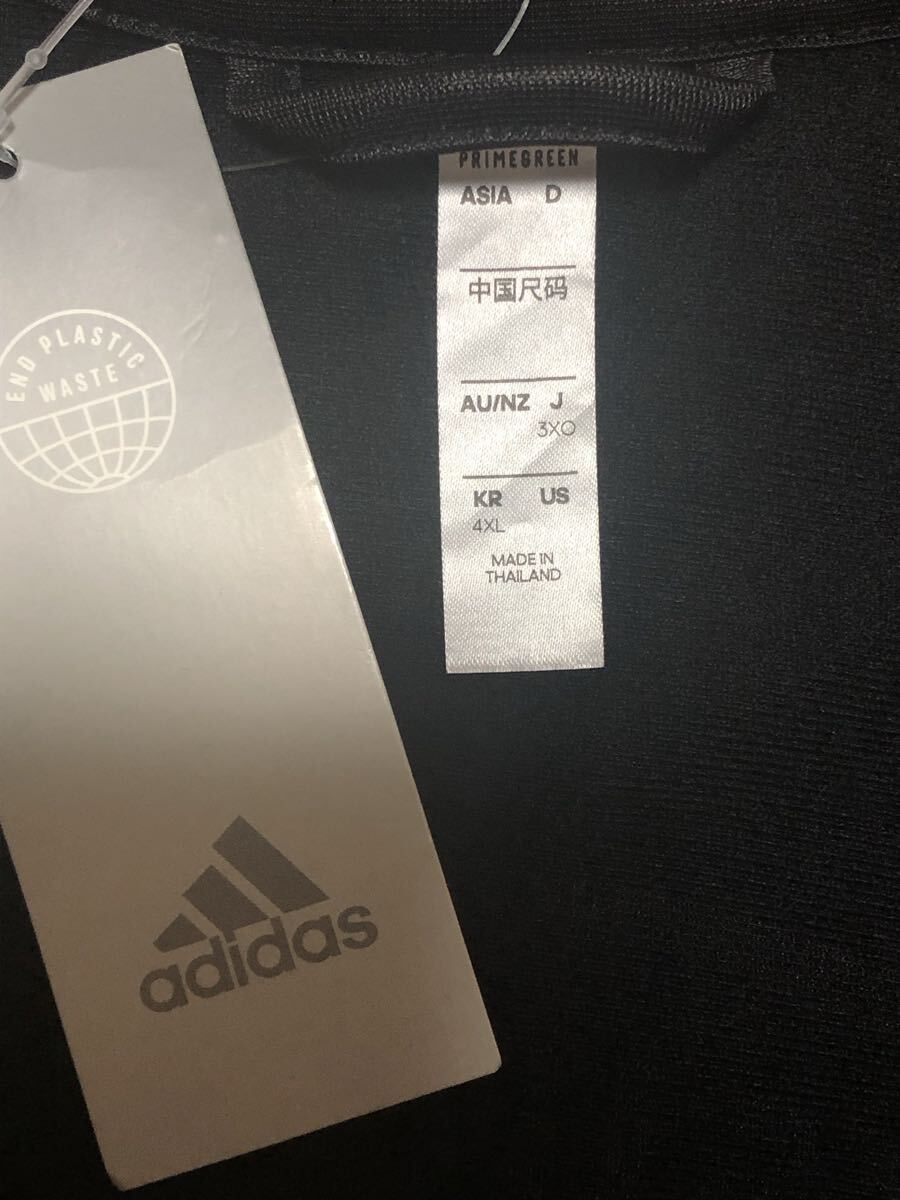 END PLASTIC
WASTE
adidas
PRIMEGREEN
ASIA D
中国尺码
AU/NZ J
3XO
KR US
4XL
MADE IN
THAILAND